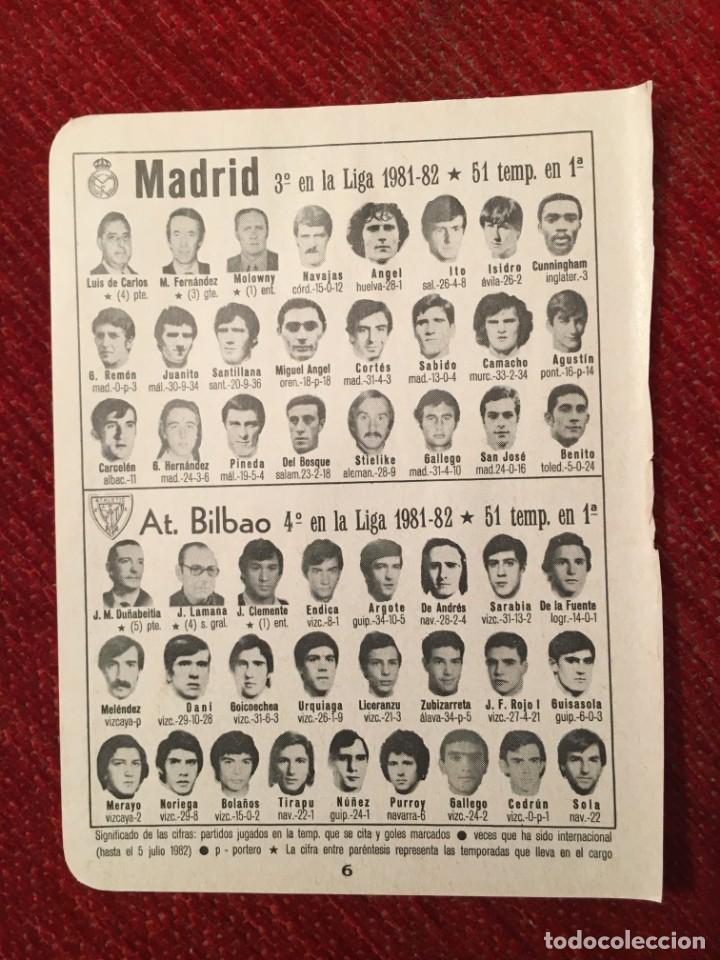 Madrid 3º en la Liga 1981-82 ★ 51 temp. en 1ª
Luis de Carlos M. Fernández Molowny Navajas Angel Ito Isidro Cunningham
★ (4) pte. ★ (3) gte. ★ (1) ent. córd.-15-0-12 huelva-28-1 sal.-26-4-8 ávila-26-2 inglater.-3
G. Remón Juanito Santillana Miguel Angel Cortés Sabido Camacho Agustín
mad.-0-p-3 mál.-30-9-34 sant.-20-9-36 oren.-18-p-18 mad.-31-4-3 mad.-13-0-4 murc.-33-2-34 pont.-16-p-14
Carcelén G. Hernández Pineda Del Bosque Stielike Gallego San José Benito
albac.-11 mad.-24-3-6 mál.-19-5-4 salam.23-2-18 aleman.-28-9 mad.-31-4-10 mad.24-0-16 toled.-5-0-24
ATHLETIC
At. Bilbao 4º en la Liga 1981-82 ★ 51 temp. en 1ª
J. M. Duñabeitia J. Lamana J. Clemente Endica Argote De Andrés Sarabia De la Fuente
★ (5) pte. ★ (4) s. gral. ★ (1) ent. vizc.-8-1 guip.-34-10-5 nav.-28-2-4 vizc.-31-13-2 logr.-14-0-1
Meléndez Dani Goicoechea Urquiaga Liceranzu Zubizarreta J. F. Rojo I Guisasola
vizcaya-p vizc.-29-10-28 vizc.-31-6-3 vizc.-26-1-9 vizc.-21-3 álava-34-p-5 vizc.-27-4-21 guip.-6-0-3
Merayo Noriega Bolaños Tirapu Núñez Purroy Gallego Cedrún Sola
vizcaya-2 vizc.-29-8 vizc.-15-0-2 nav.-22-1 guip.-24-1 navarra-6 vizc.-24-2 vizc.-0-p-1 nav.-22
Significado de las cifras: partidos jugados en la temp. que se cita y goles marcados ● veces que ha sido internacional
(hasta el 5 julio 1982) ● p - portero ★ La cifra entre paréntesis representa las temporadas que lleva en el cargo
6
todocoleccion
todocoleccion.net